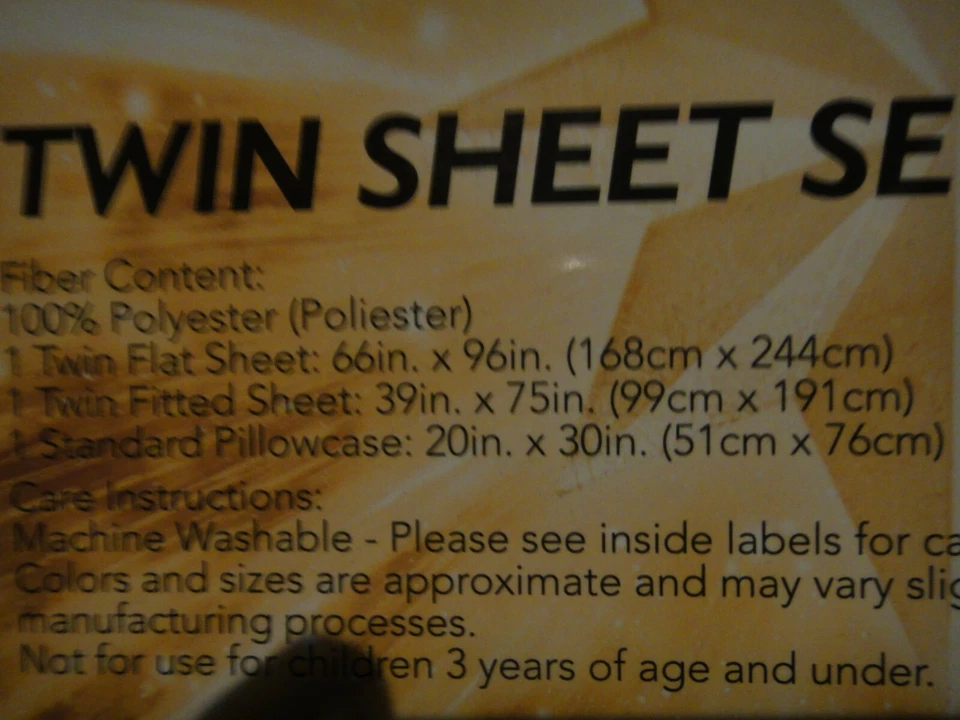 TWIN SHEET SE
Fiber Content:
100% Polyester (Poliester)
1 Twin Flat Sheet: 66in. x 96in. (168cm x 244cm)
1 Twin Fitted Sheet: 39in. x 75in. (99cm x 191cm)
1 Standard Pillowcase: 20in. x 30in. (51cm x 76cm)
Care Instructions:
Machine Washable - Please see inside labels for ca
Colors and sizes are approximate and may vary slig
manufacturing processes.
Not for use for children 3 years of age and under.